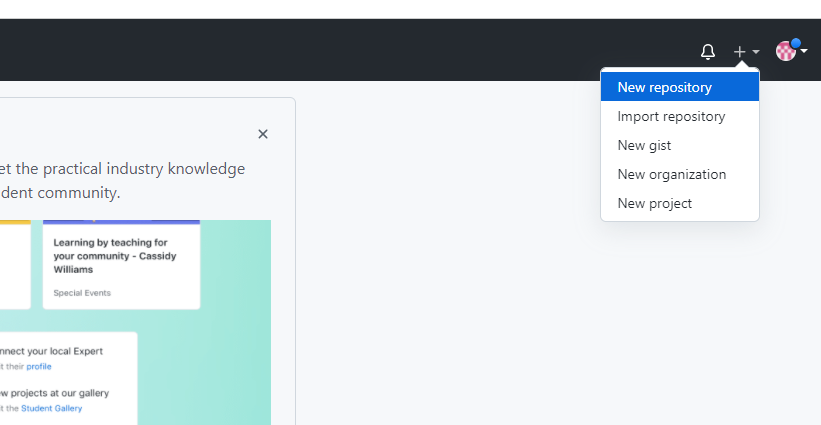 New repository
Import repository
New gist
New organization
New project
et the practical industry knowledge
dent community.
Learning by teaching for
your community - Cassidy
Williams
Special Events
nnect your local Expert
t their profile
w projects at our gallery
t the Student Gallery